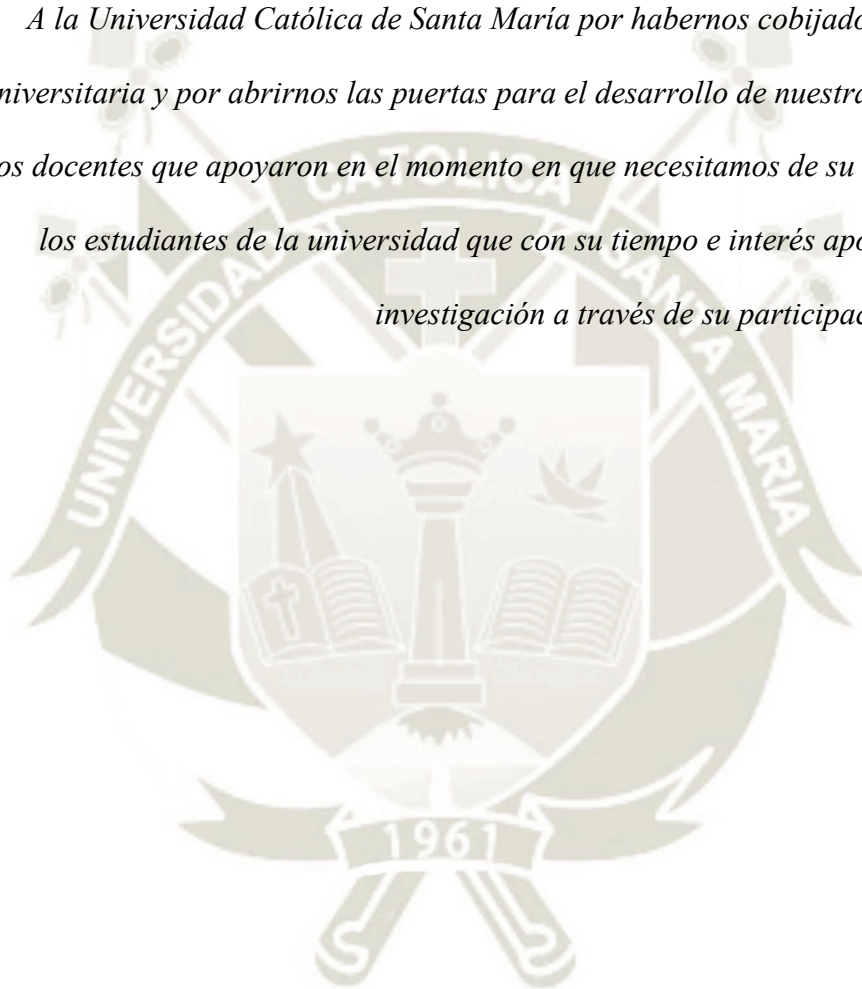 A la Universidad Católica de Santa María por habernos cobijado
niversitaria y por abrirnos las puertas para el desarrollo de nuestra
os docentes que apoyaron en el momento en que necesitamos de su
los estudiantes de la universidad que con su tiempo e interés apo
investigación a través de su participac
UNIVERSIDAD CATOLICA SANTA MARIA
1961